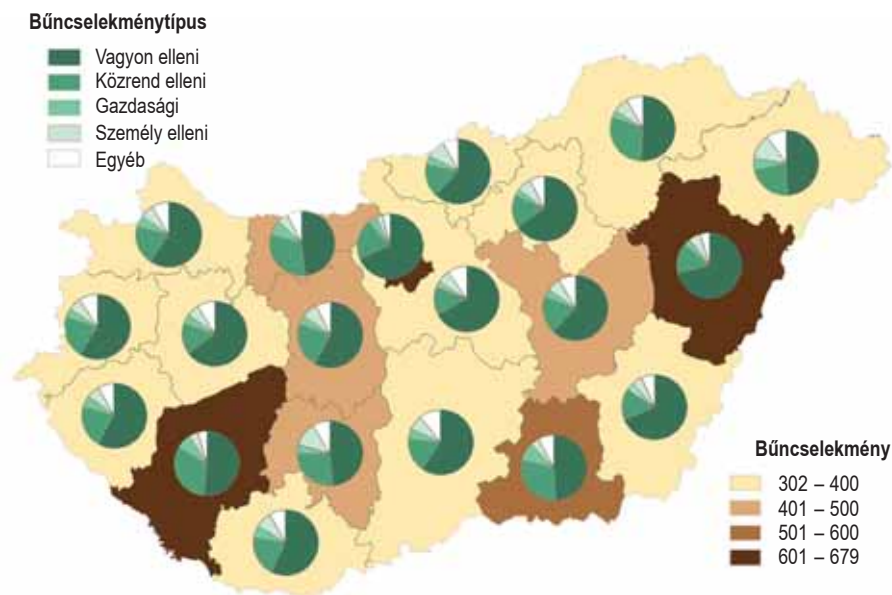 Bűncselekménytípus
Vagyon elleni
Közrend elleni
Gazdasági
Személy elleni
Egyéb
Bűncselekmény
302 – 400
401 – 500
501 – 600
601 – 679